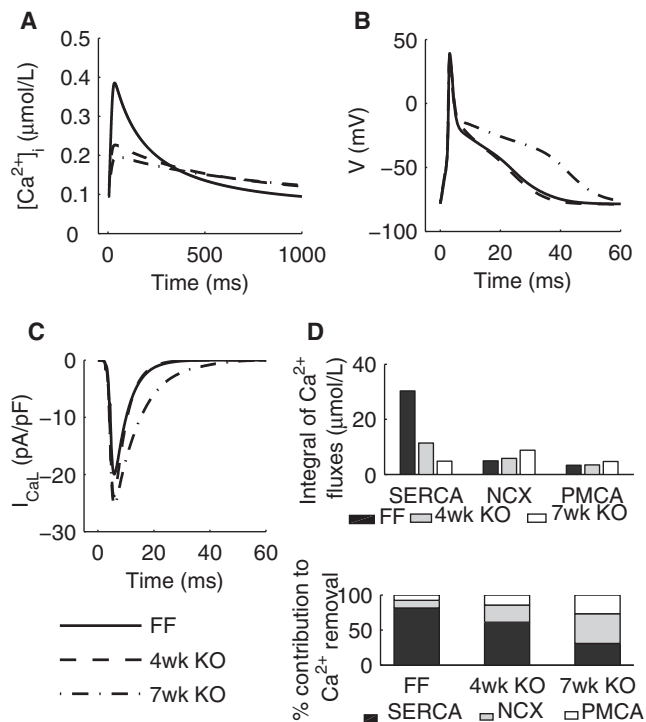 A
0.5
0.4
0.3
0.2
0.1
0
[Ca2+]i (μmol/L)
0 500 1000
Time (ms)
B
50
0
−50
−100
V (mV)
0 20 40 60
Time (ms)
C
0
−10
−20
−30
ICaL (pA/pF)
0 20 40 60
Time (ms)
FF
4wk KO
7wk KO
D
40
20
0
Integral of Ca2+
fluxes (μmol/L)
SERCA NCX PMCA
FF 4wk KO 7wk KO
100
50
0
% contribution to
Ca2+ removal
FF 4wk KO 7wk KO
SERCA NCX PMCA